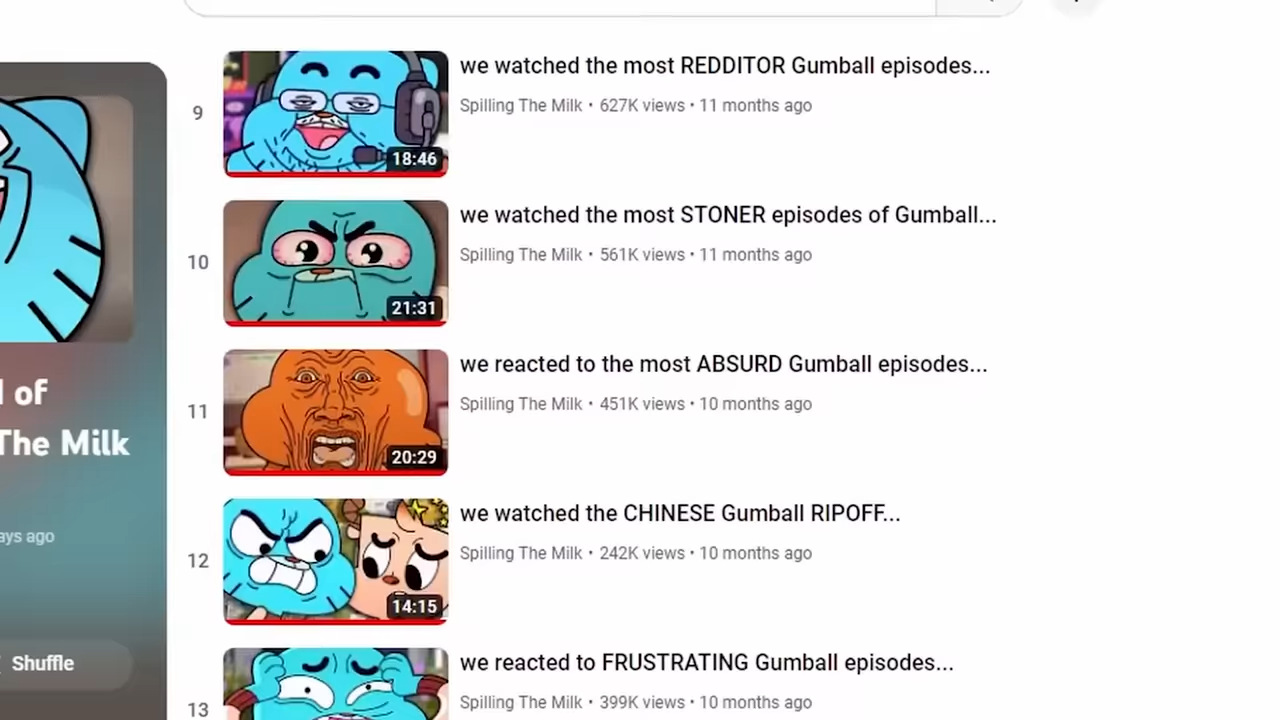 9
we watched the most REDDITOR Gumball episodes...
Spilling The Milk • 627K views • 11 months ago
18:46
10
we watched the most STONER episodes of Gumball...
Spilling The Milk • 561K views • 11 months ago
21:31
11
we reacted to the most ABSURD Gumball episodes...
Spilling The Milk • 451K views • 10 months ago
20:29
12
we watched the CHINESE Gumball RIPOFF...
Spilling The Milk • 242K views • 10 months ago
14:15
13
we reacted to FRUSTRATING Gumball episodes...
Spilling The Milk • 399K views • 10 months ago
of
The Milk
ago
Shuffle